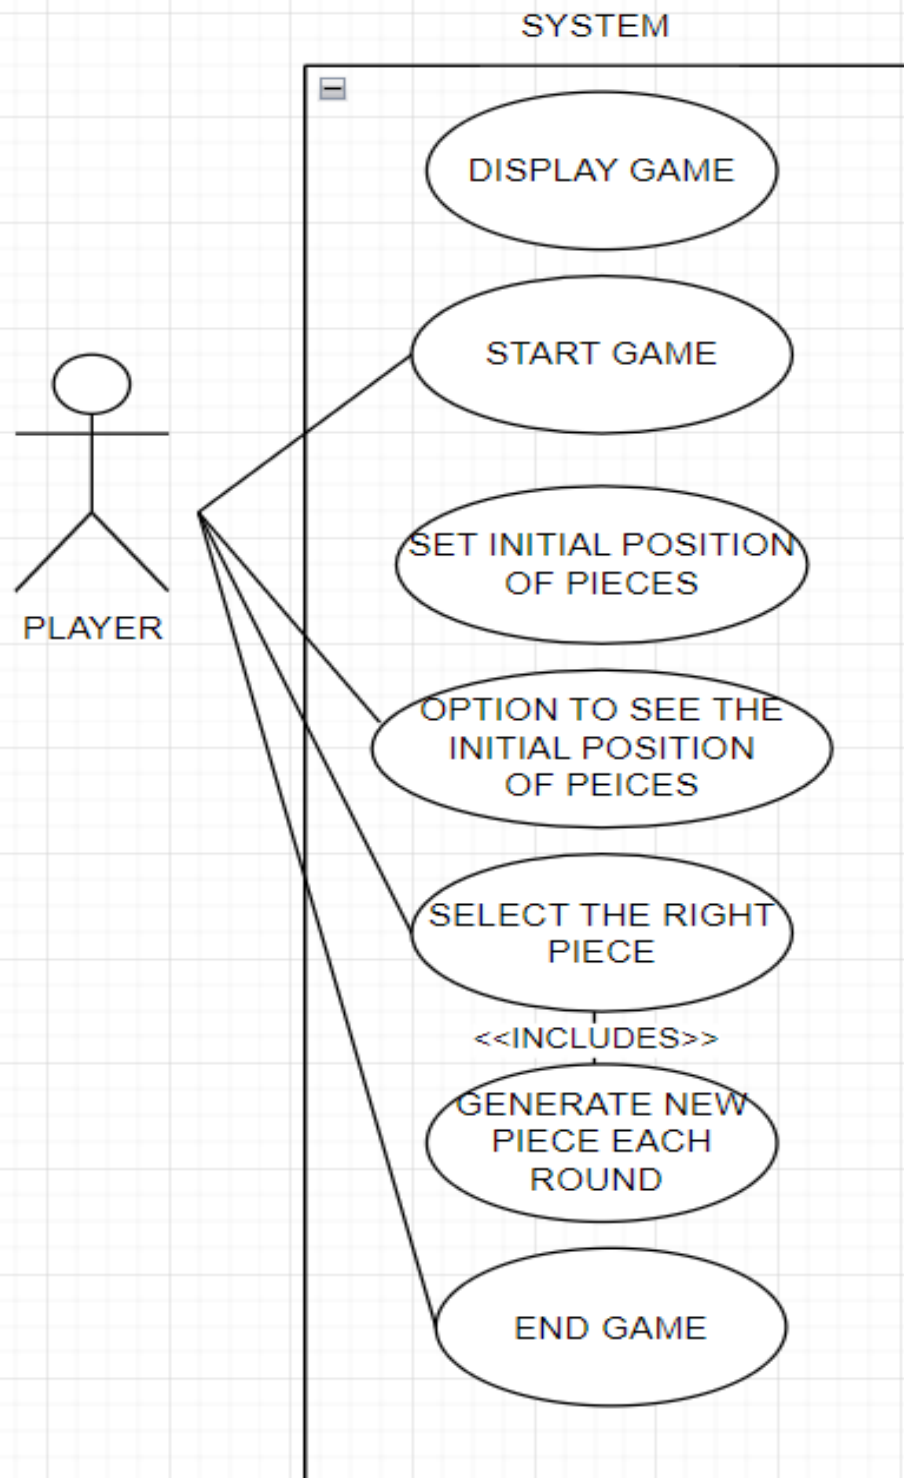 SYSTEM
DISPLAY GAME
START GAME
SET INITIAL POSITION
OF PIECES
PLAYER
OPTION TO SEE THE
INITIAL POSITION
OF PEICES
SELECT THE RIGHT
PIECE
<<INCLUDES>>
GENERATE NEW
PIECE EACH
ROUND
END GAME